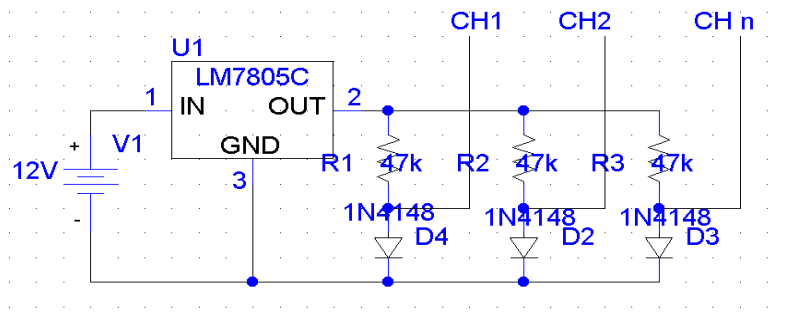 CH1 CH2 CH n
U1
LM7805C
1 IN OUT 2
GND
+ V1
12V
3
R1 47k R2 47k R3 47k
-
1N4148 1N4148 1N4148
D4 D2 D3